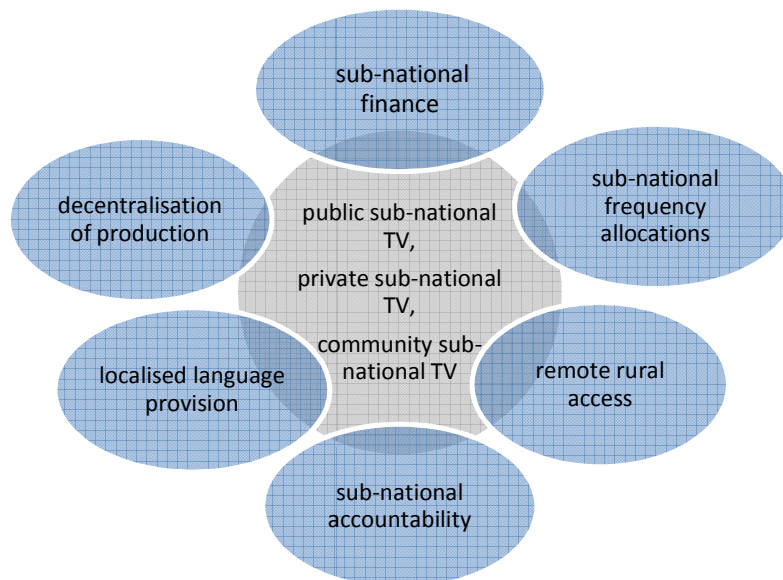 sub-national
finance
sub-national
frequency
allocations
remote rural
access
sub-national
accountability
localised language
provision
decentralisation
of production
public sub-national
TV,
private sub-national
TV,
community sub-
national TV